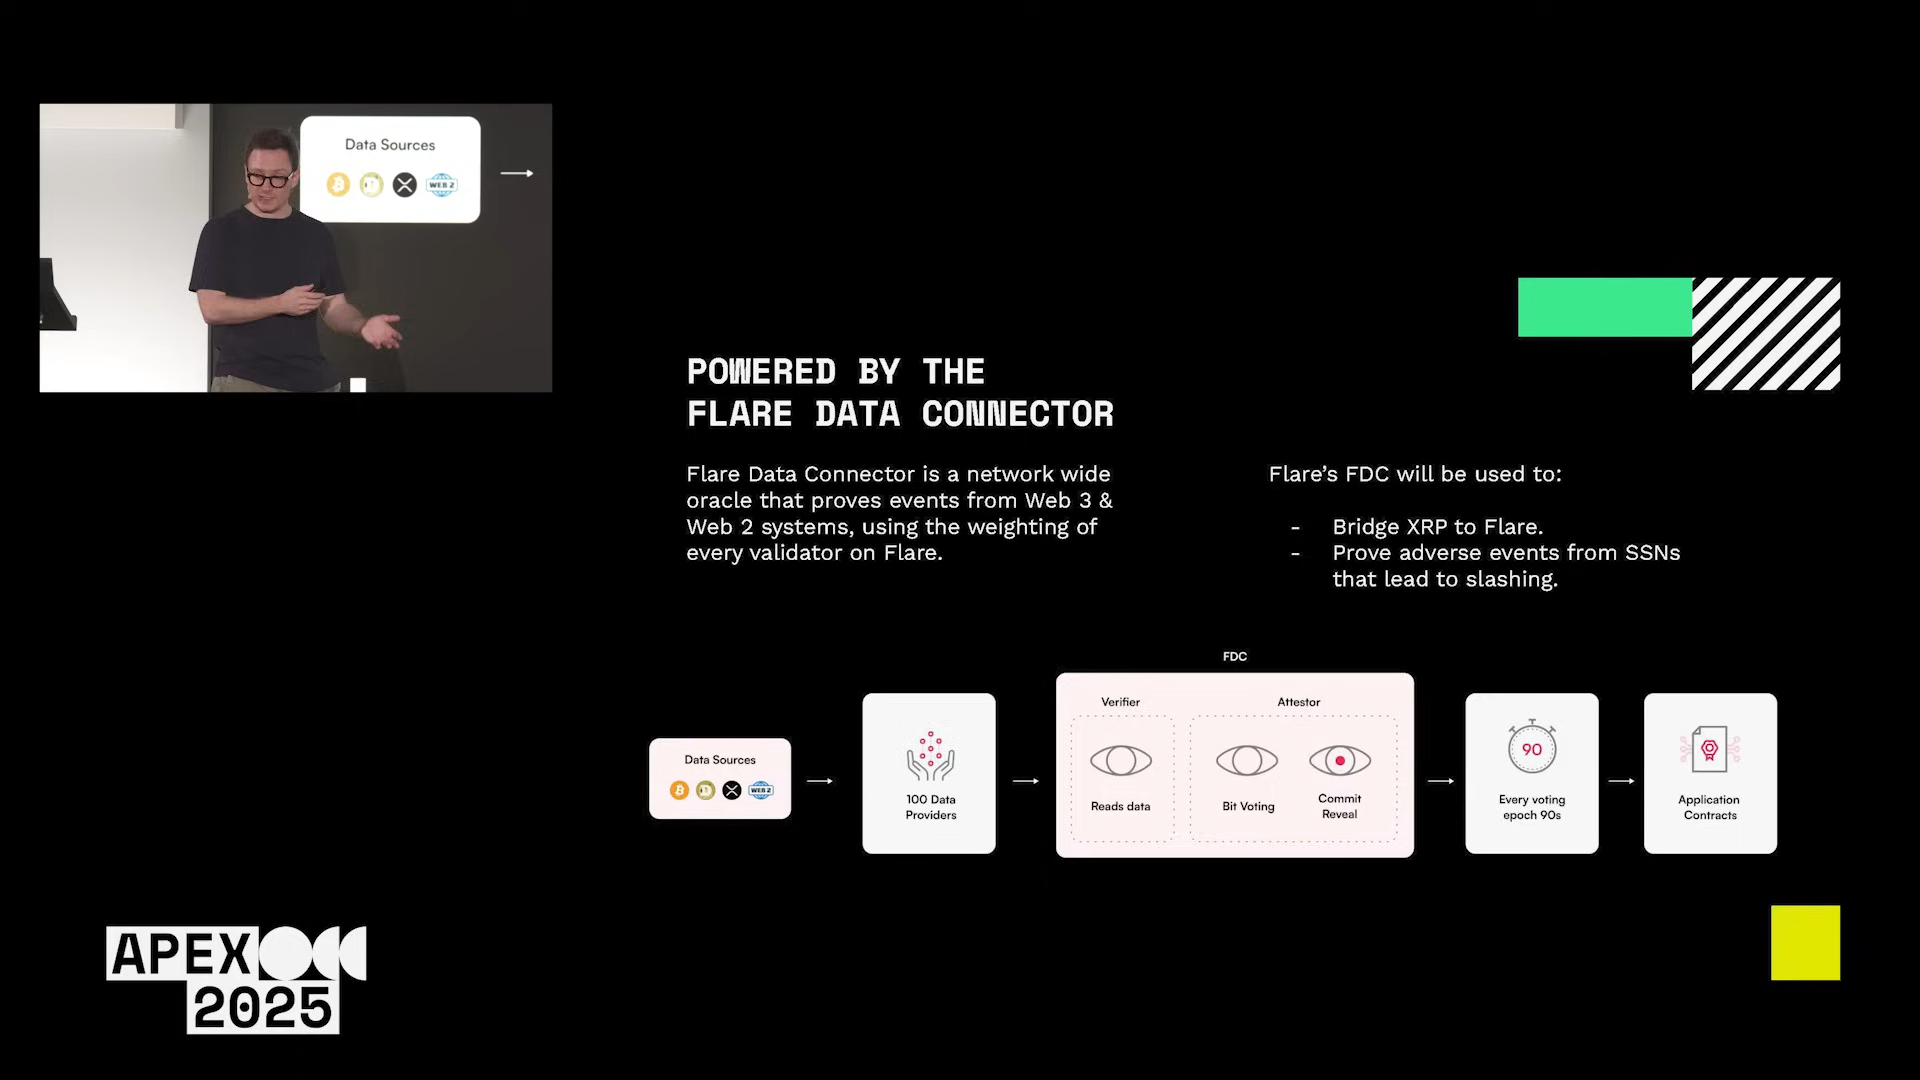 Data Sources
WEB 2
POWERED BY THE
FLARE DATA CONNECTOR
Flare Data Connector is a network wide
oracle that proves events from Web 3 &
Web 2 systems, using the weighting of
every validator on Flare.
Flare’s FDC will be used to:
- Bridge XRP to Flare.
- Prove adverse events from SSNs
that lead to slashing.
FDC
Data Sources
WEB 2
100 Data
Providers
Verifier
Reads data
Attestor
Bit Voting
Commit
Reveal
90
Every voting
epoch 90s
Application
Contracts
APEX
2025